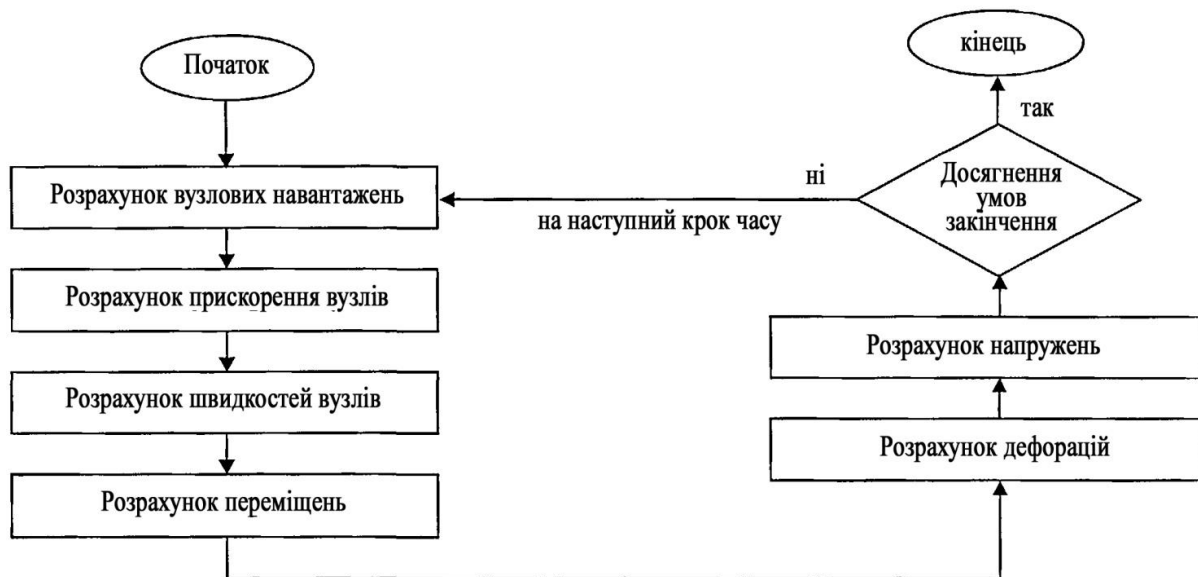 Початок
Розрахунок вузлових навантажень
Розрахунок прискорення вузлів
Розрахунок швидкостей вузлів
Розрахунок переміщень
Розрахунок дефорацій
Розрахунок напружень
Досягнення
умов
закінчення
ні
на наступний крок часу
так
кінець